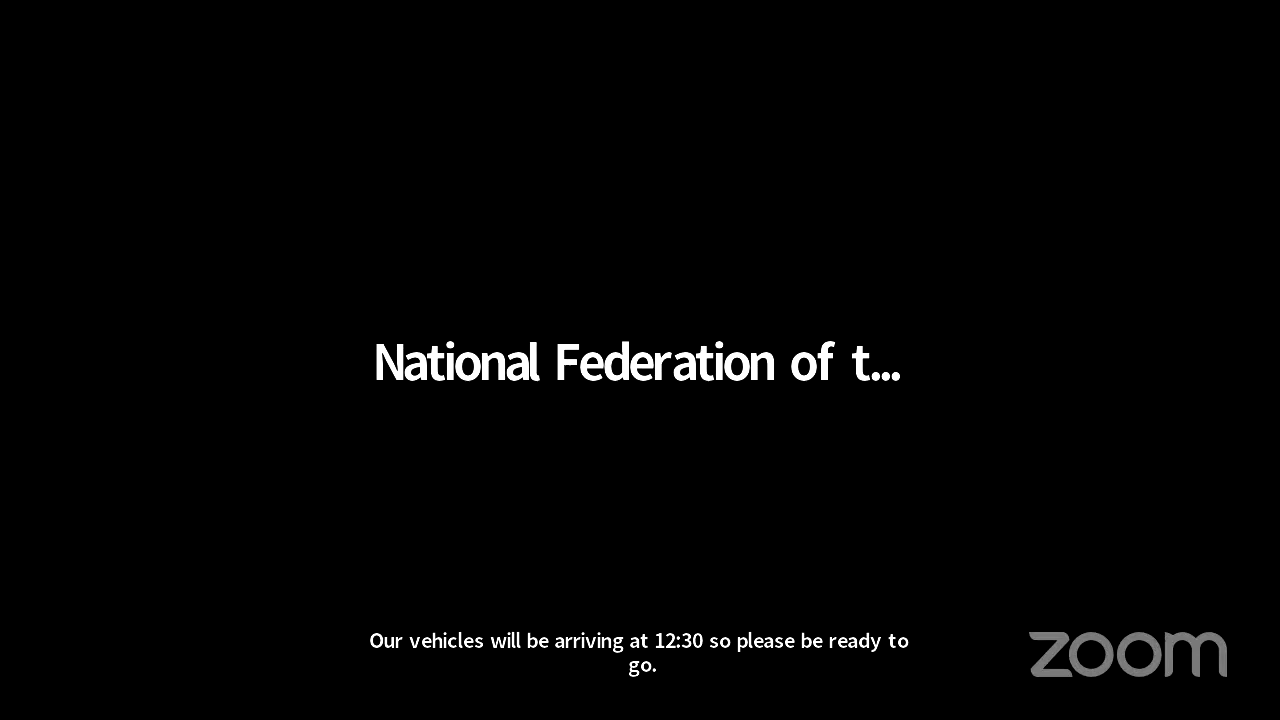 National Federation of t...
Our vehicles will be arriving at 12:30 so please be ready to
go.
zoom